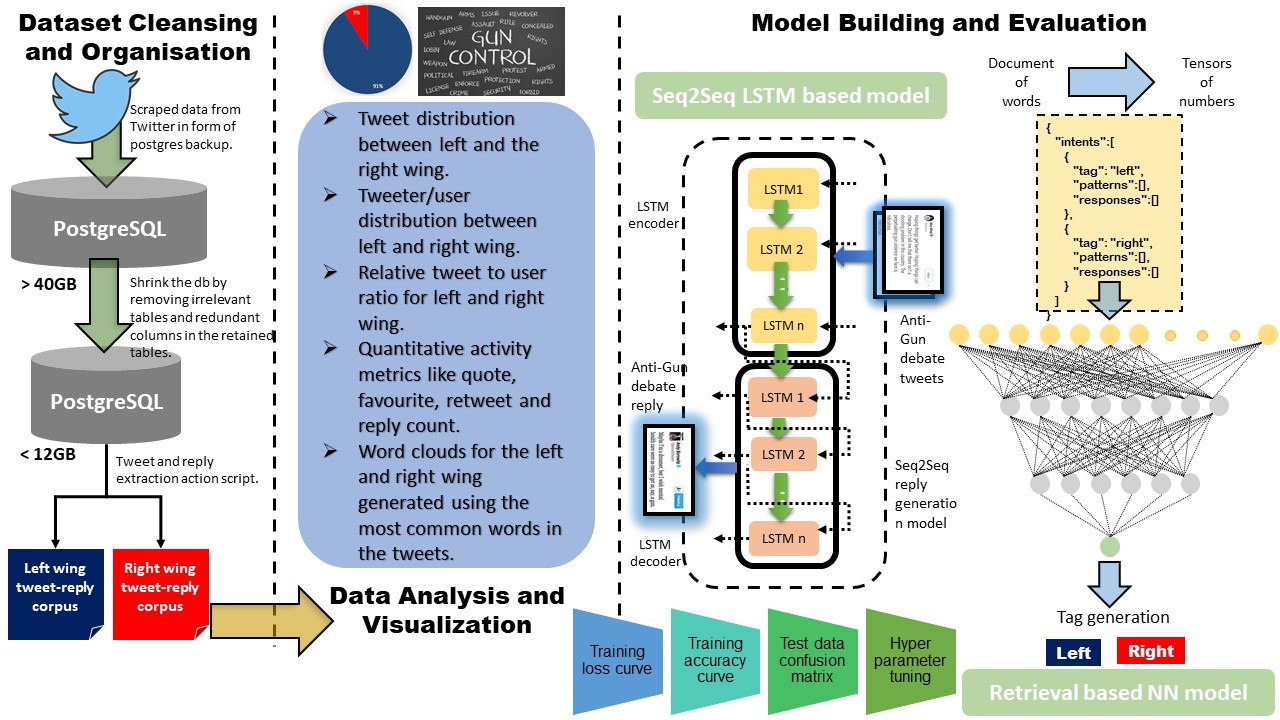 Dataset Cleansing
and Organisation
Scraped data from
Twitter in form of
postgres backup.
PostgreSQL
> 40GB
Shrink the db by
removing irrelevant
tables and redundant
columns in the retained
tables.
PostgreSQL
< 12GB
Tweet and reply
extraction action script.
Left wing
tweet-reply
corpus
Right wing
tweet-reply
corpus
9%
91%
HANDGUN ARMS ISSUE REVOLVER
SELF DEFENSE ASSAULT RIFLE CONCEALED
LOBBY LAW GUN RIGHTS
WEAPON CONTROL
POLITICAL FIREARM PROTEST ARMED
LICENSE ENFORCE PROTECTION RIGHTS
CRIME SECURITY FORBID
➢ Tweet distribution
between left and the
right wing.
➢ Tweeter/user
distribution between
left and right wing.
➢ Relative tweet to user
ratio for left and right
wing.
➢ Quantitative activity
metrics like quote,
favourite, retweet and
reply count.
➢ Word clouds for the left
and right wing
generated using the
most common words in
the tweets.
Data Analysis and
Visualization
Model Building and Evaluation
Seq2Seq LSTM based model
LSTM
encoder
LSTM1
LSTM 2
LSTM n
Anti-
Gun
debate
tweets
Anti-Gun
debate
reply
LSTM 1
LSTM 2
LSTM n
LSTM
decoder
Seq2Seq
reply
generatio
n model
Document
of
words
Tensors
of
numbers
{
"intents":[
{
"tag": "left",
"patterns":[],
"responses":[]
},
{
"tag": "right",
"patterns":[],
"responses":[]
}
]
}
Tag generation
Left
Right
Retrieval based NN model
Training
loss curve
Training
accuracy
curve
Test data
confusion
matrix
Hyper
parameter
tuning